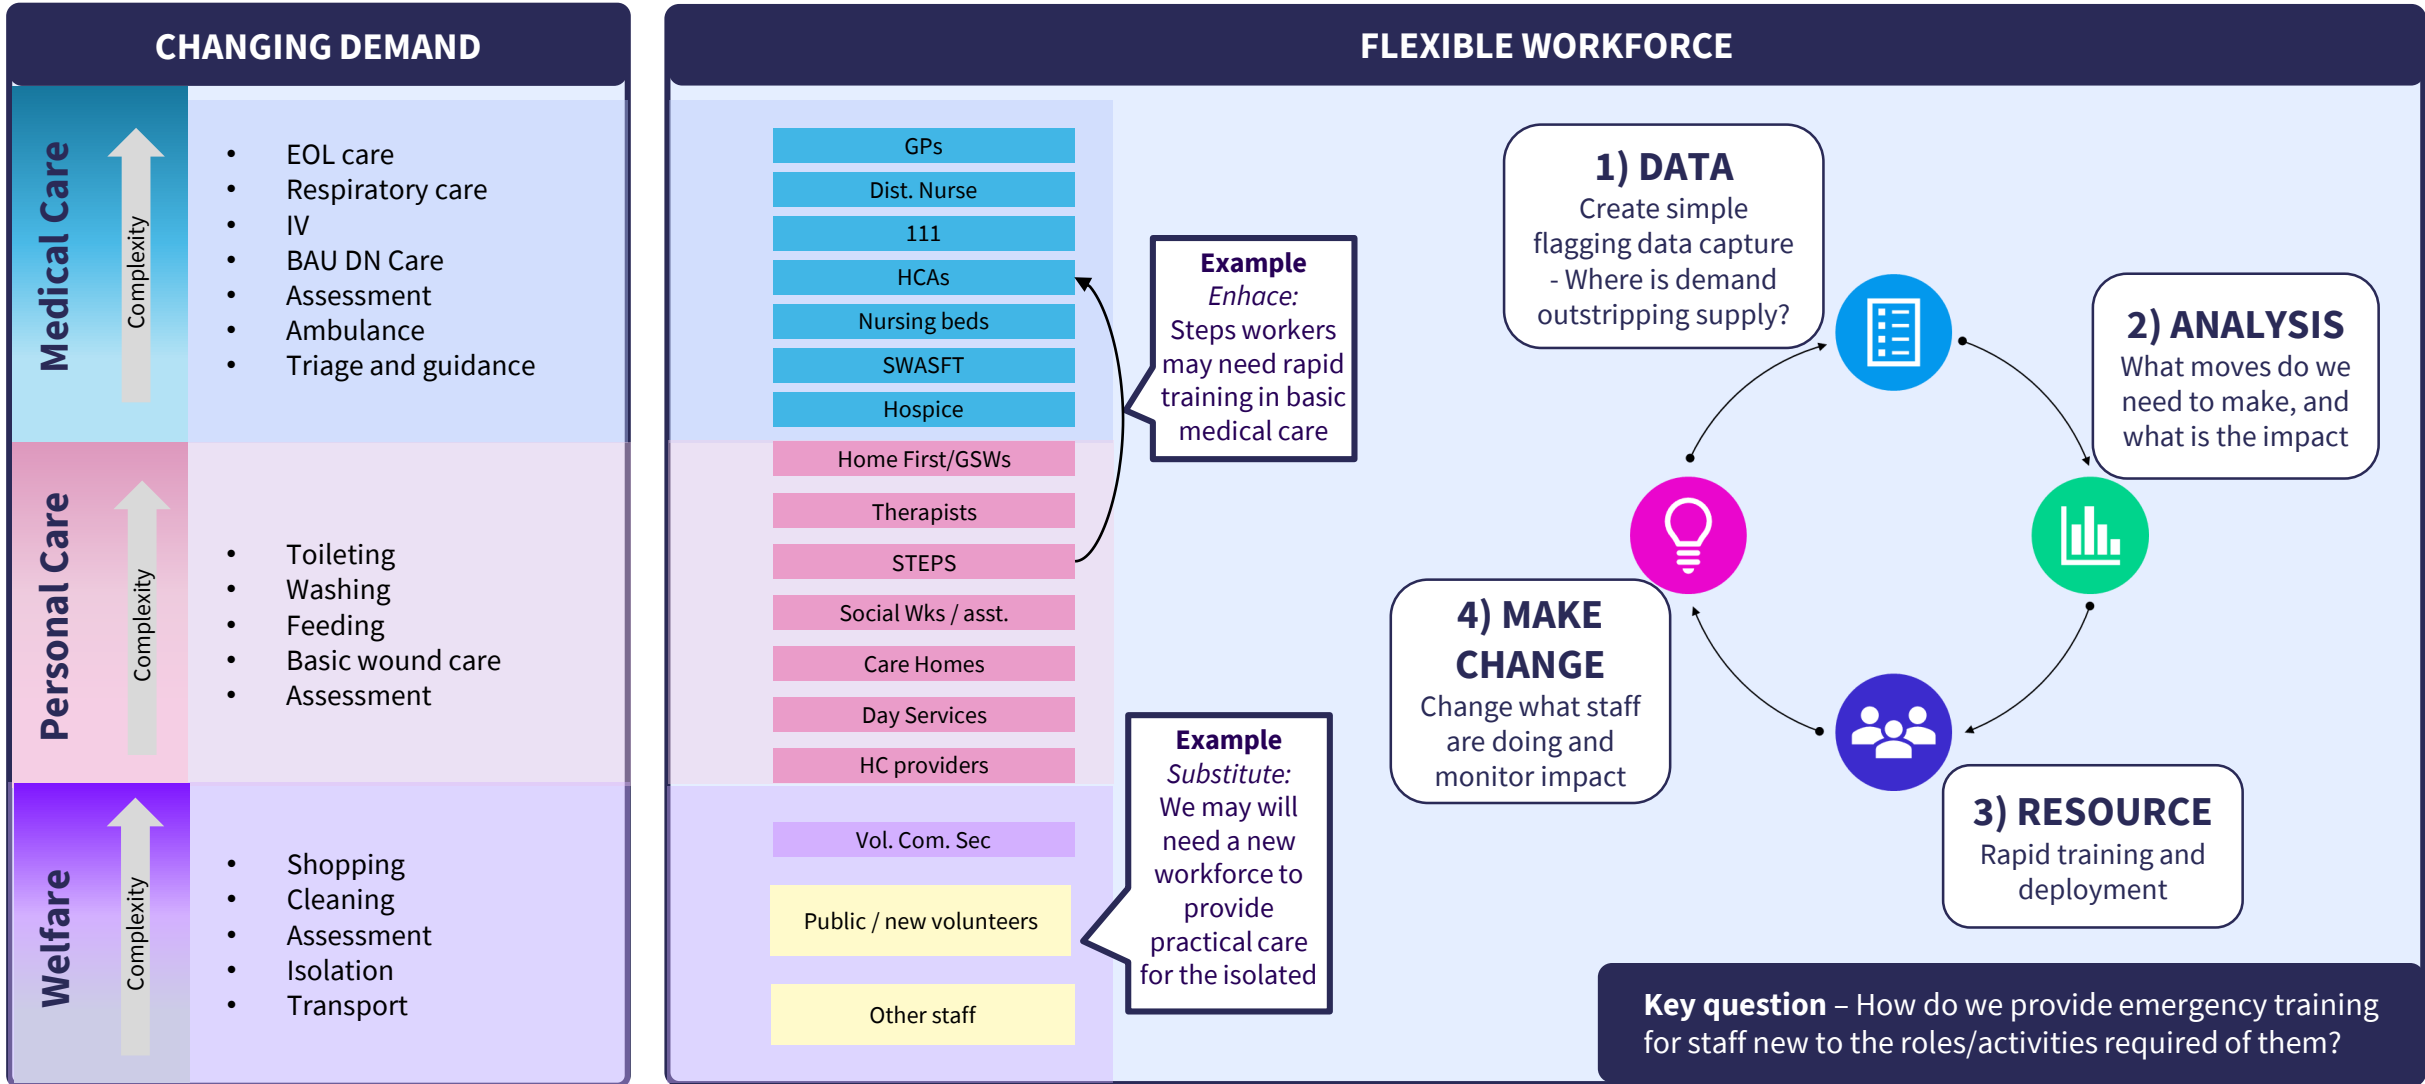 CHANGING DEMAND
Medical Care
Complexity
• EOL care
• Respiratory care
• IV
• BAU DN Care
• Assessment
• Ambulance
• Triage and guidance
Personal Care
Complexity
• Toileting
• Washing
• Feeding
• Basic wound care
• Assessment
Welfare
Complexity
• Shopping
• Cleaning
• Assessment
• Isolation
• Transport
FLEXIBLE WORKFORCE
GPs
Dist. Nurse
111
HCAs
Nursing beds
SWASFT
Hospice
Home First/GSWs
Therapists
STEPS
Social Wks / asst.
Care Homes
Day Services
HC providers
Vol. Com. Sec
Public / new volunteers
Other staff
Example
Enhace:
Steps workers
may need rapid
training in basic
medical care
Example
Substitute:
We may will
need a new
workforce to
provide
practical care
for the isolated
1) DATA
Create simple
flagging data capture
- Where is demand
outstripping supply?
2) ANALYSIS
What moves do we
need to make, and
what is the impact
3) RESOURCE
Rapid training and
deployment
4) MAKE
CHANGE
Change what staff
are doing and
monitor impact
Key question – How do we provide emergency training
for staff new to the roles/activities required of them?